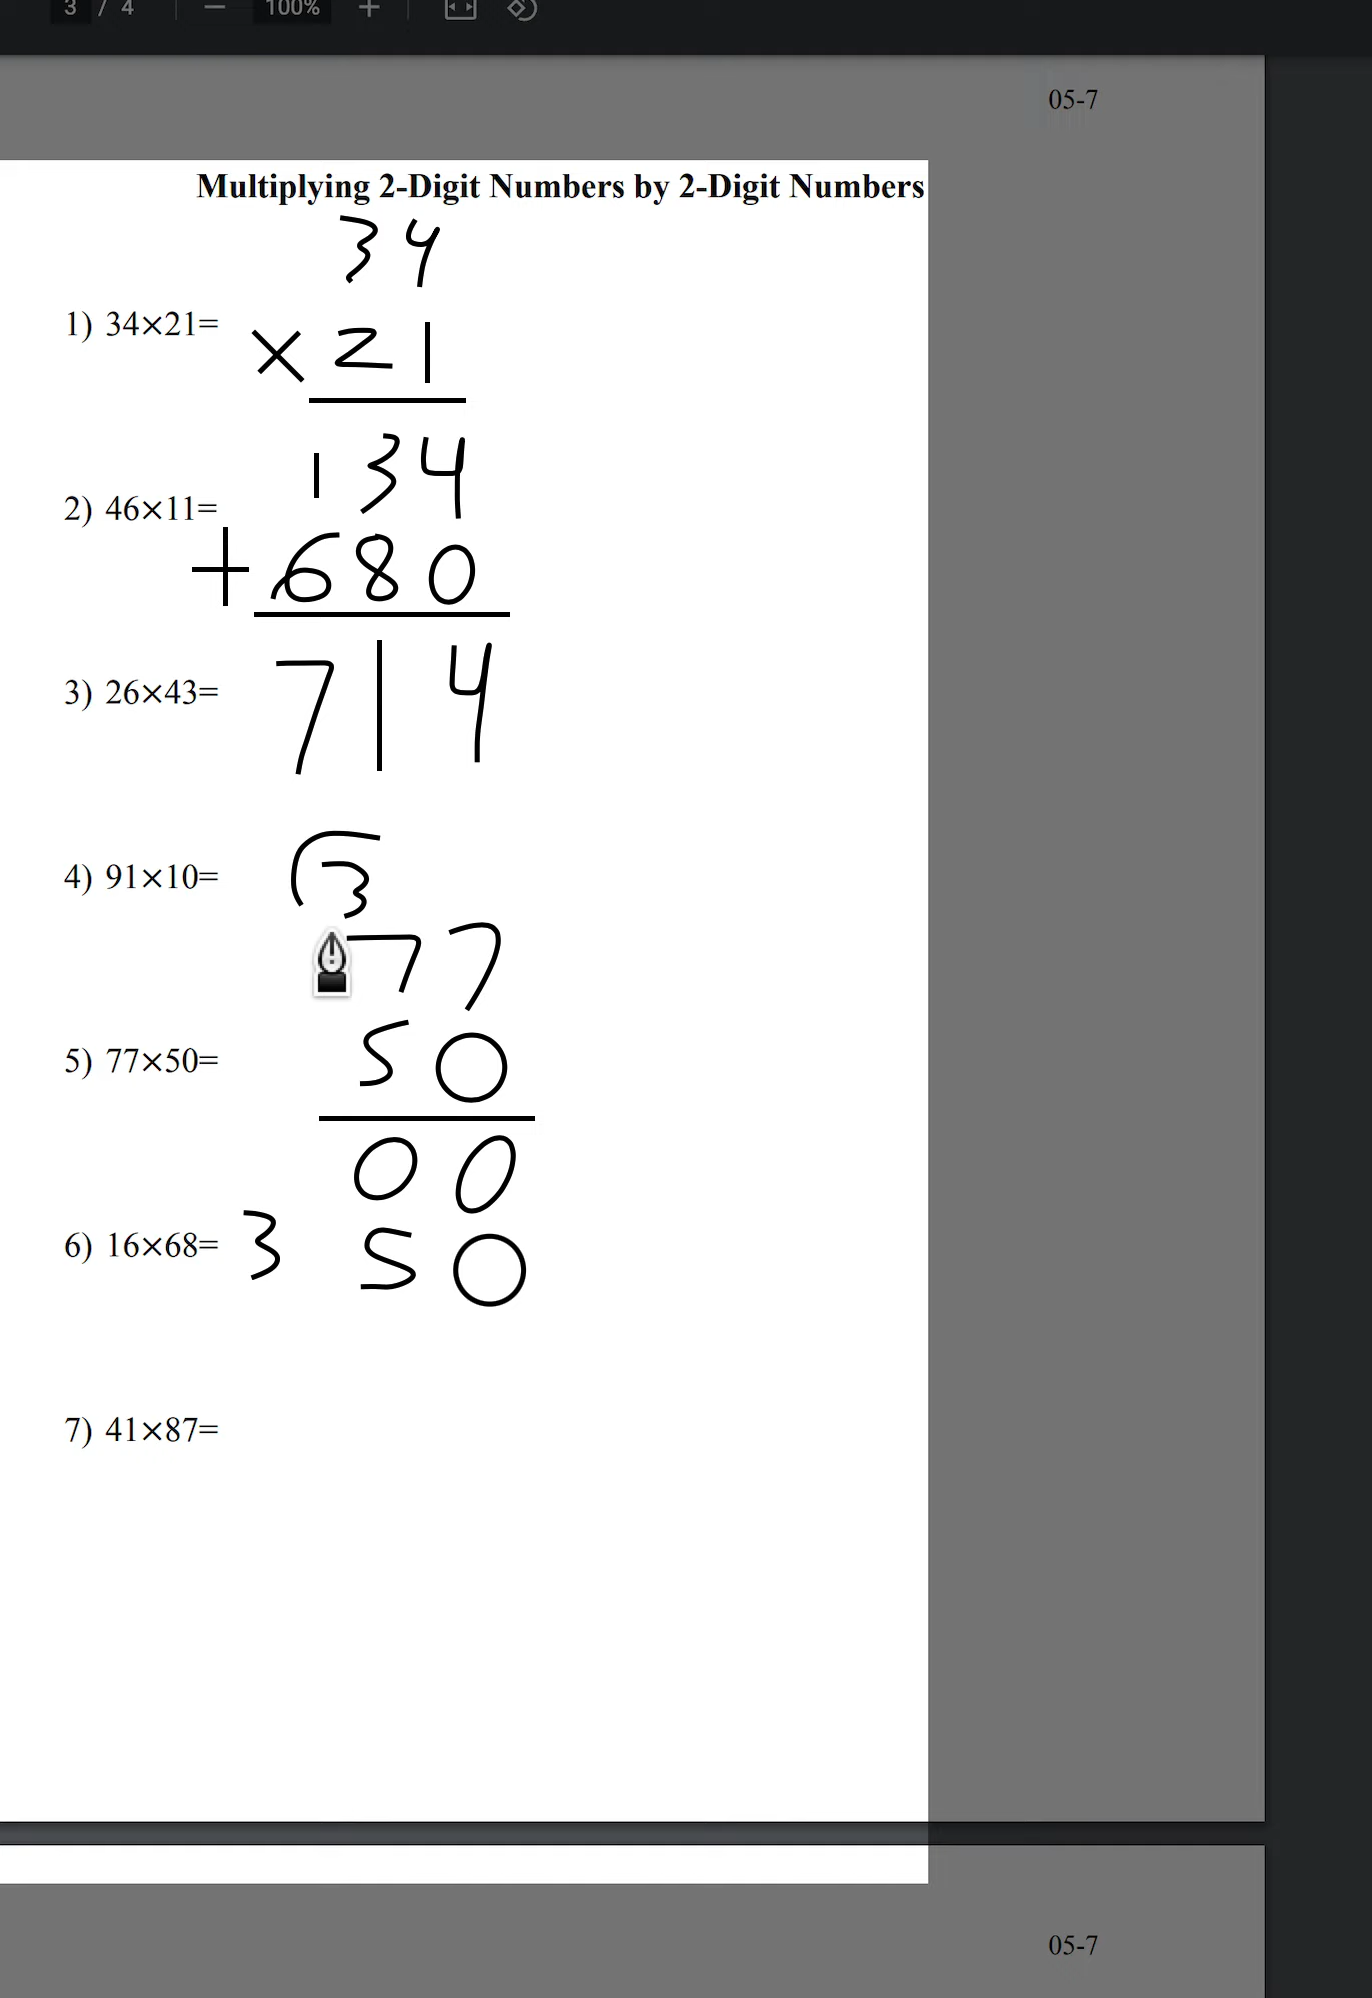 3 / 4 − 100% +
05-7
Multiplying 2-Digit Numbers by 2-Digit Numbers
34
1) 34×21= × 21
1 34
2) 46×11=
+ 680
3) 26×43= 714
4) 91×10= 3
77
5) 77×50= 50
00
6) 16×68= 3 50
7) 41×87=
05-7